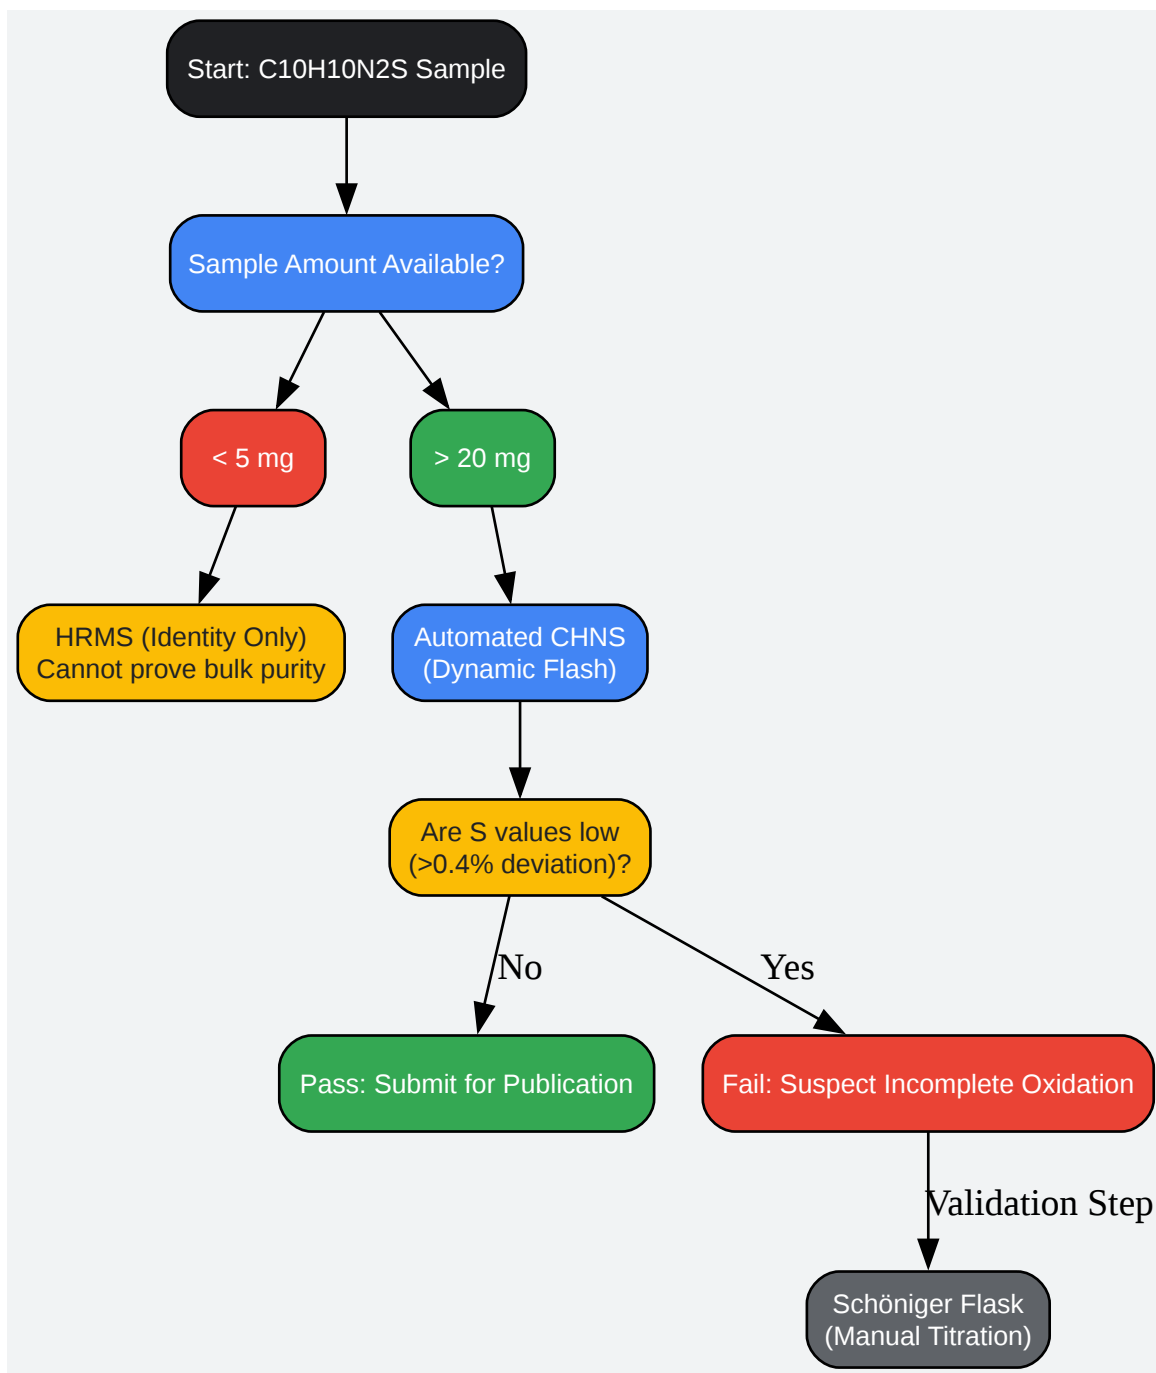 Start: C10H10N2S Sample
Sample Amount Available?
< 5 mg
> 20 mg
HRMS (Identity Only)
Cannot prove bulk purity
Automated CHNS
(Dynamic Flash)
Are S values low
(>0.4% deviation)?
No
Yes
Pass: Submit for Publication
Fail: Suspect Incomplete Oxidation
Validation Step
Schöniger Flask
(Manual Titration)